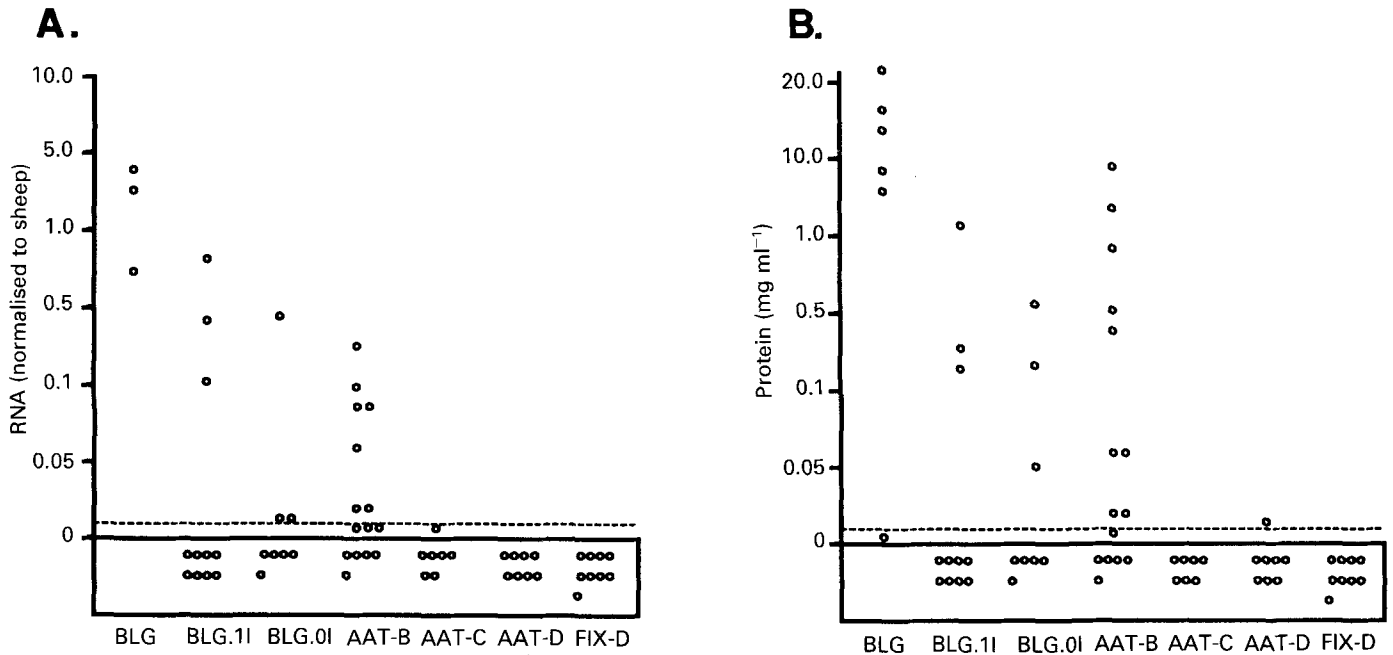 A.
RNA (normalised to sheep)
10.0
5.0
1.0
0.5
0.1
0.05
0
BLG BLG.1I BLG.0I AAT-B AAT-C AAT-D FIX-D
B.
Protein (mg ml⁻¹)
20.0
10.0
1.0
0.5
0.1
0.05
0
BLG BLG.1I BLG.0I AAT-B AAT-C AAT-D FIX-D